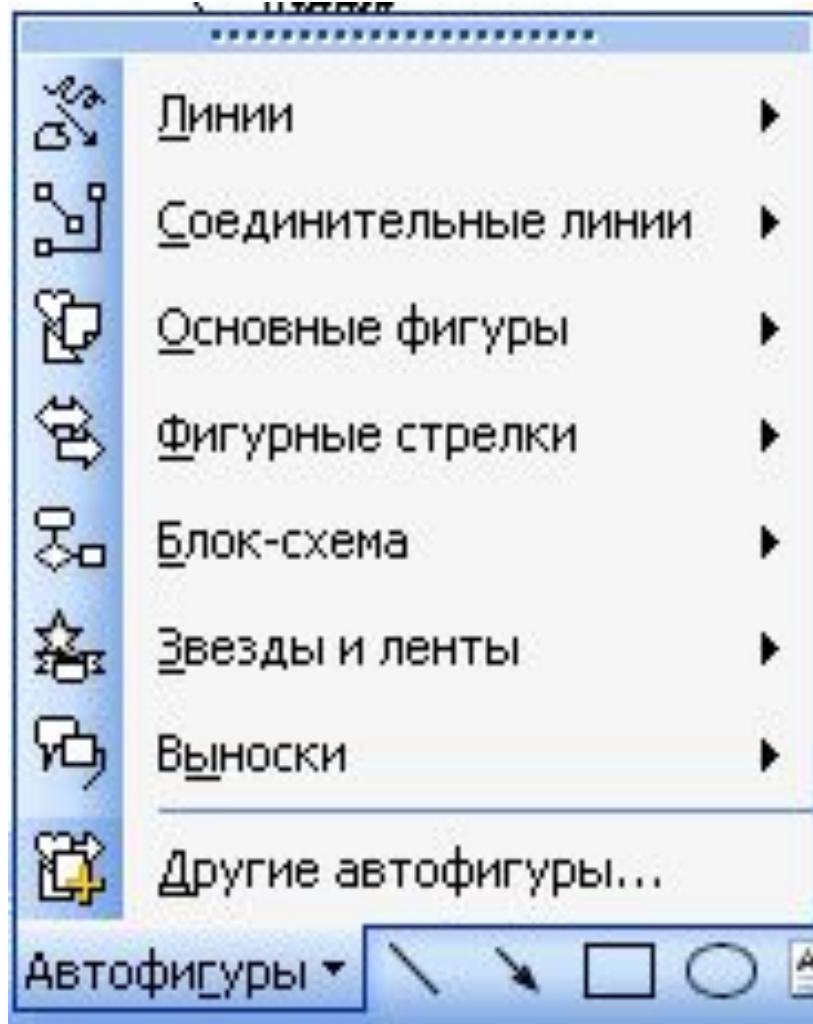 Линии
Соединительные линии
Основные фигуры
Фигурные стрелки
Блок-схема
Звезды и ленты
Выноски
Другие автофигуры...
Автофигуры